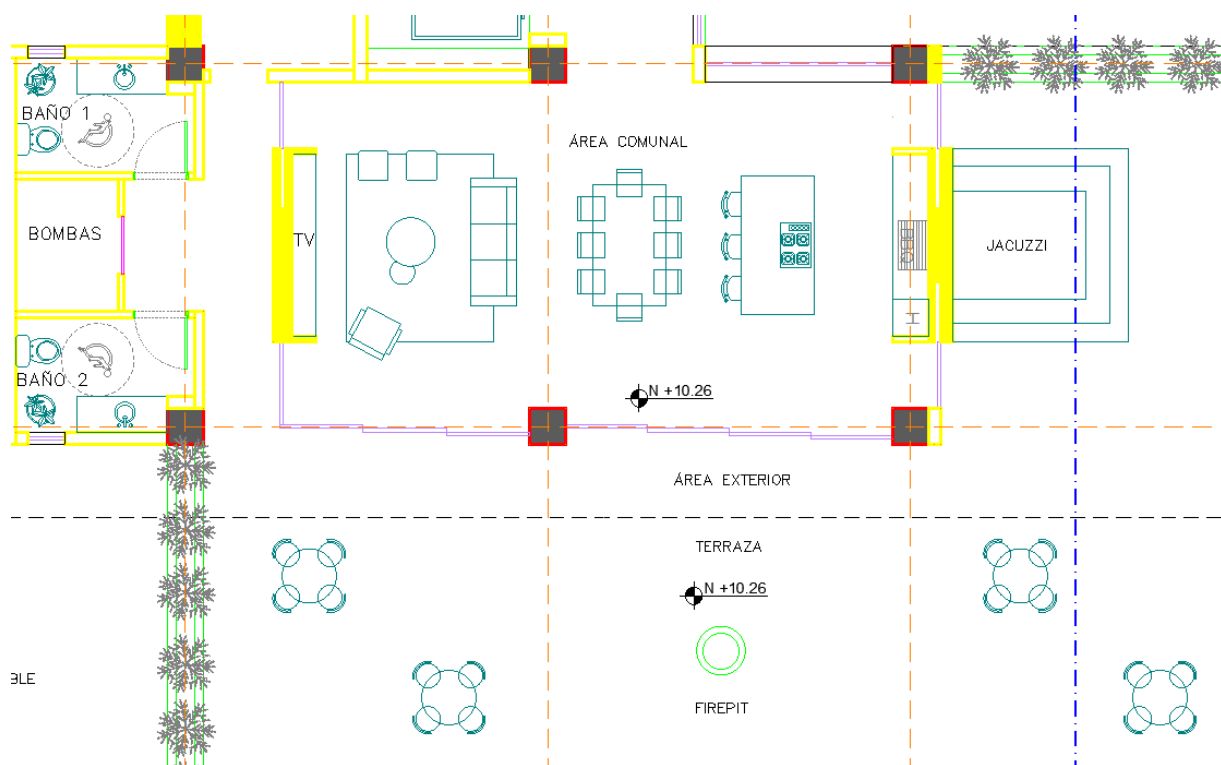 BAÑO 1
ÁREA COMUNAL
BOMBAS
TV
JACUZZI
H
BAÑO 2
N +10.26
ÁREA EXTERIOR
TERRAZA
N +10.26
BLE
FIREPIT